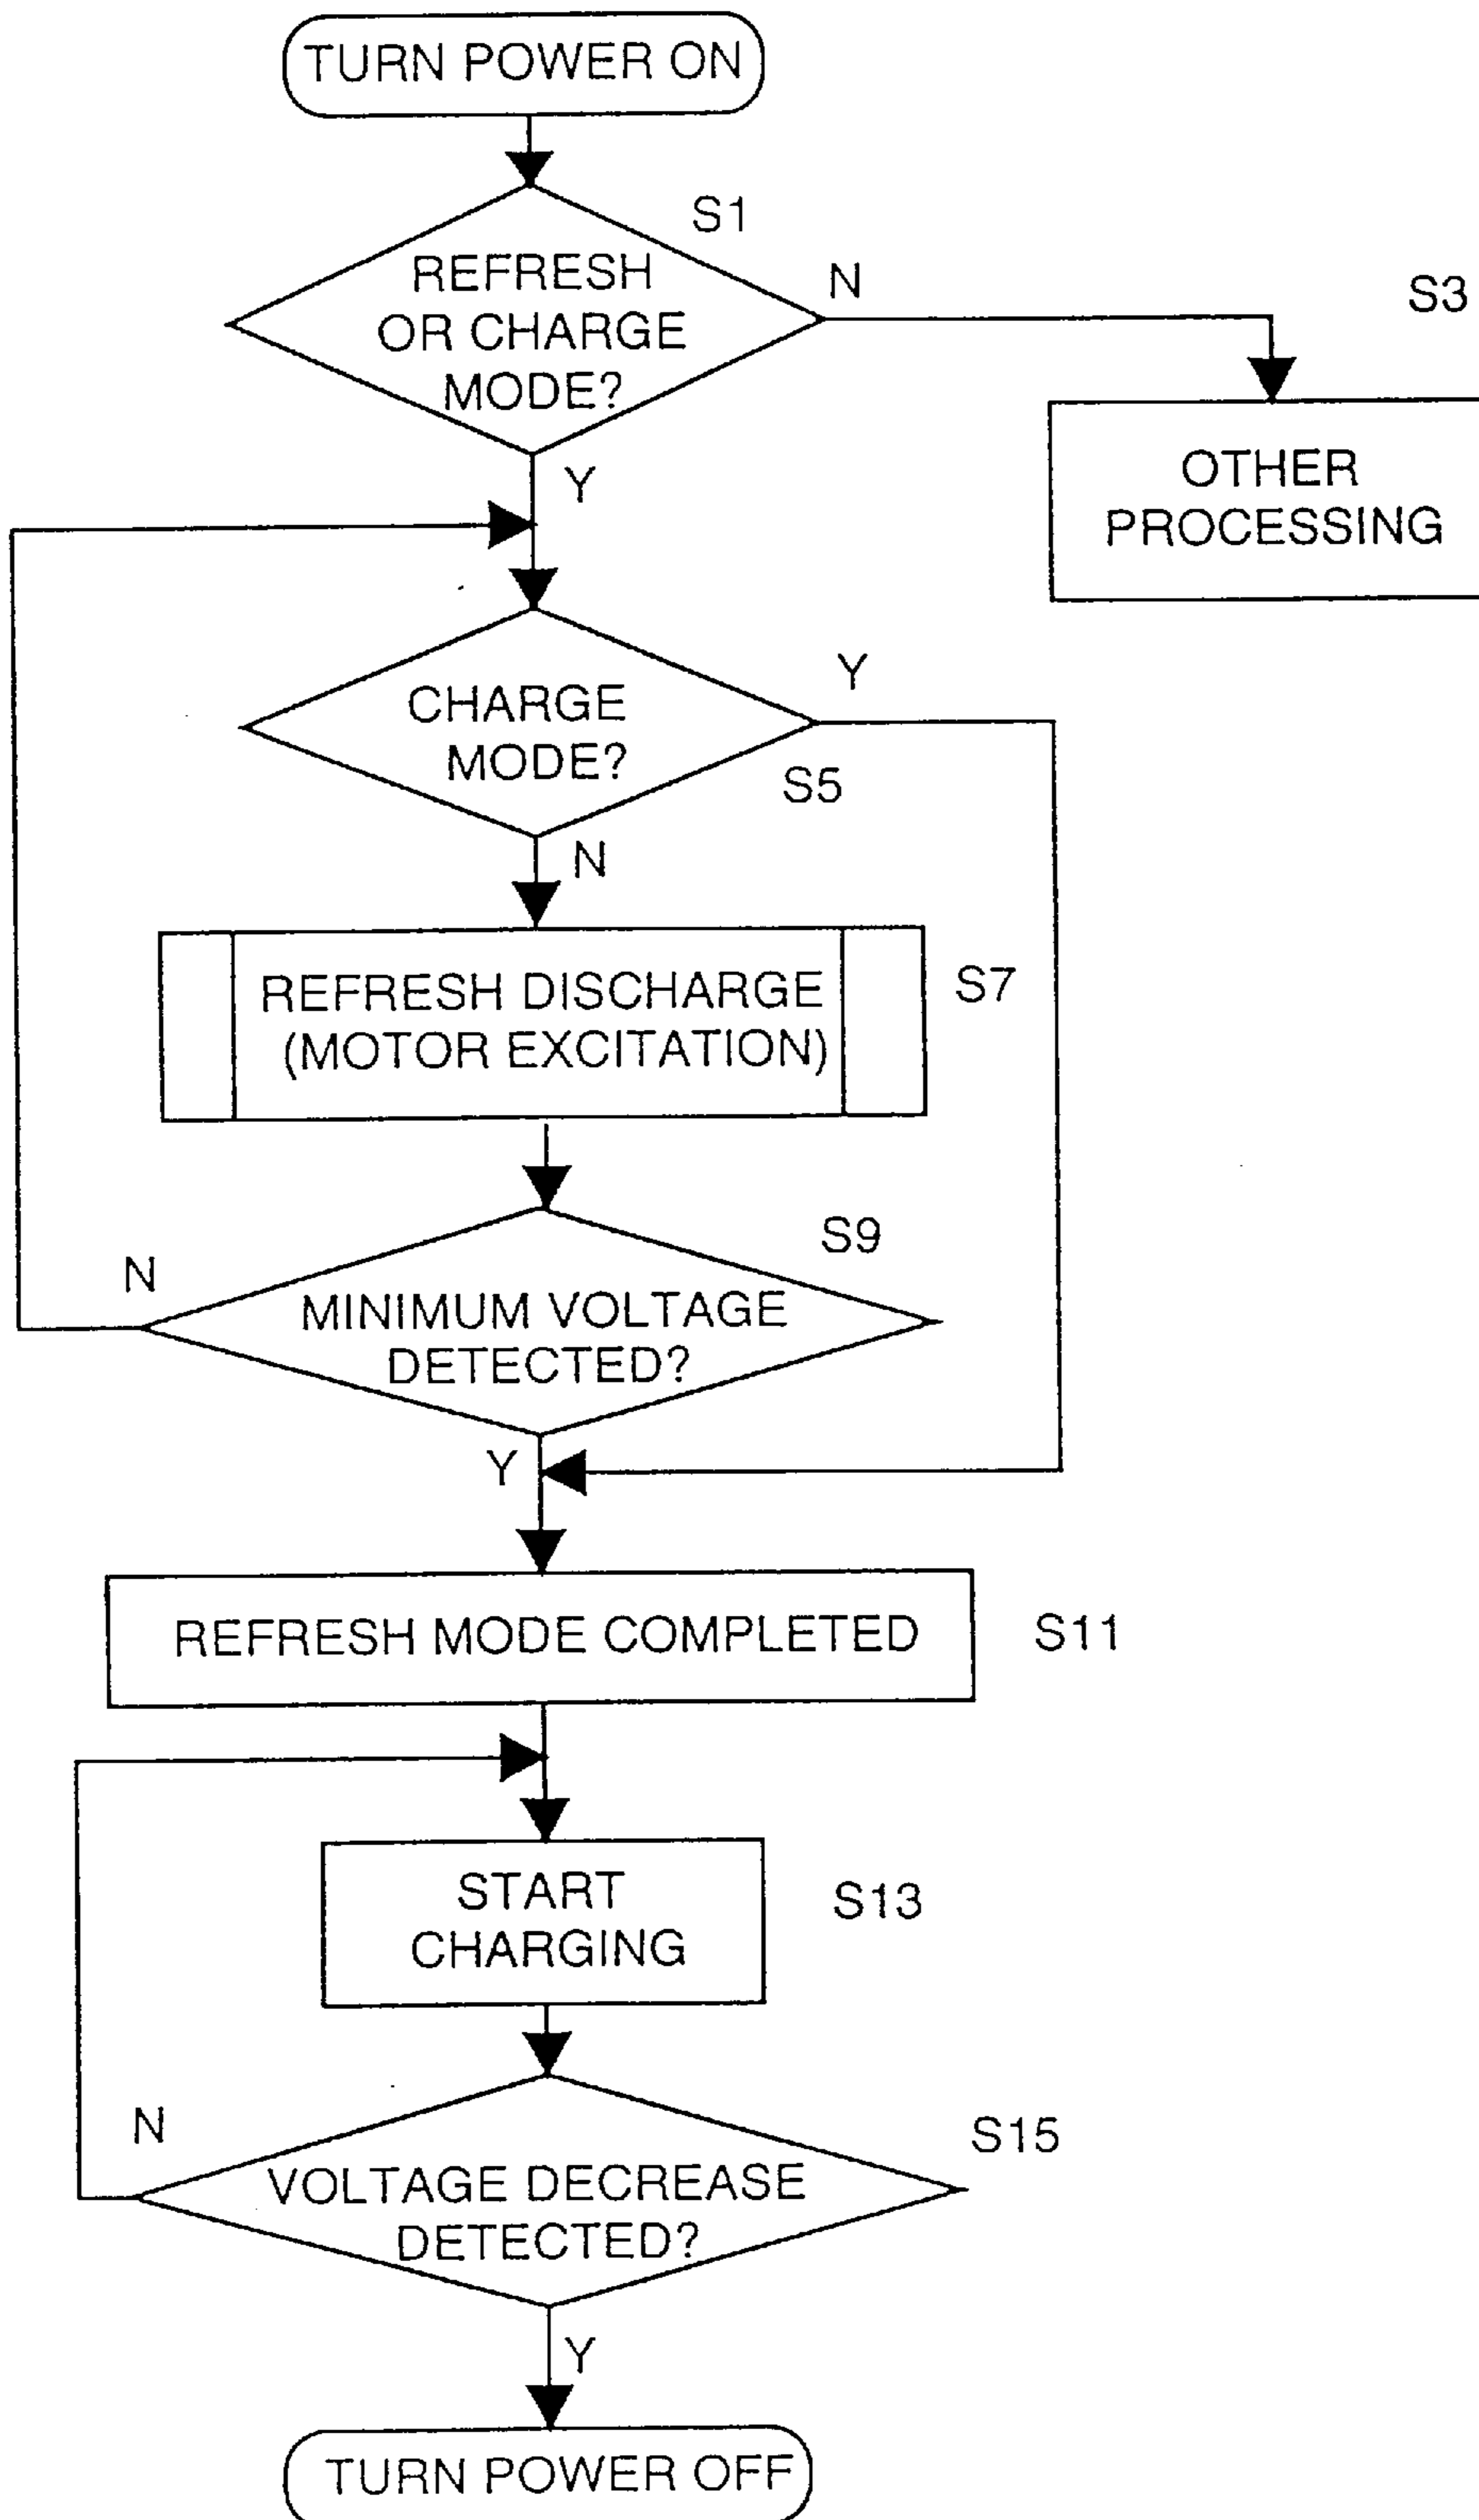 TURN POWER ON
S1
REFRESH
OR CHARGE
MODE?
N
S3
OTHER
PROCESSING
Y
CHARGE
MODE?
Y
S5
N
REFRESH DISCHARGE
(MOTOR EXCITATION)
S7
S9
N
MINIMUM VOLTAGE
DETECTED?
Y
REFRESH MODE COMPLETED
S11
START
CHARGING
S13
N
S15
VOLTAGE DECREASE
DETECTED?
Y
TURN POWER OFF